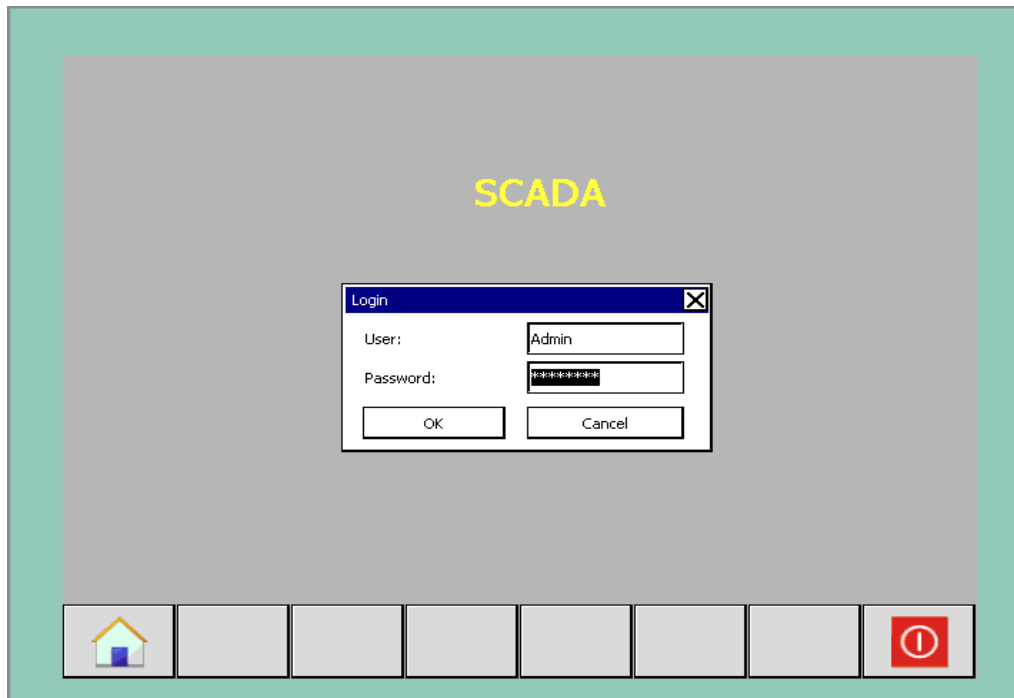 SCADA
Login
User:
Admin
Password:
********
OK
Cancel